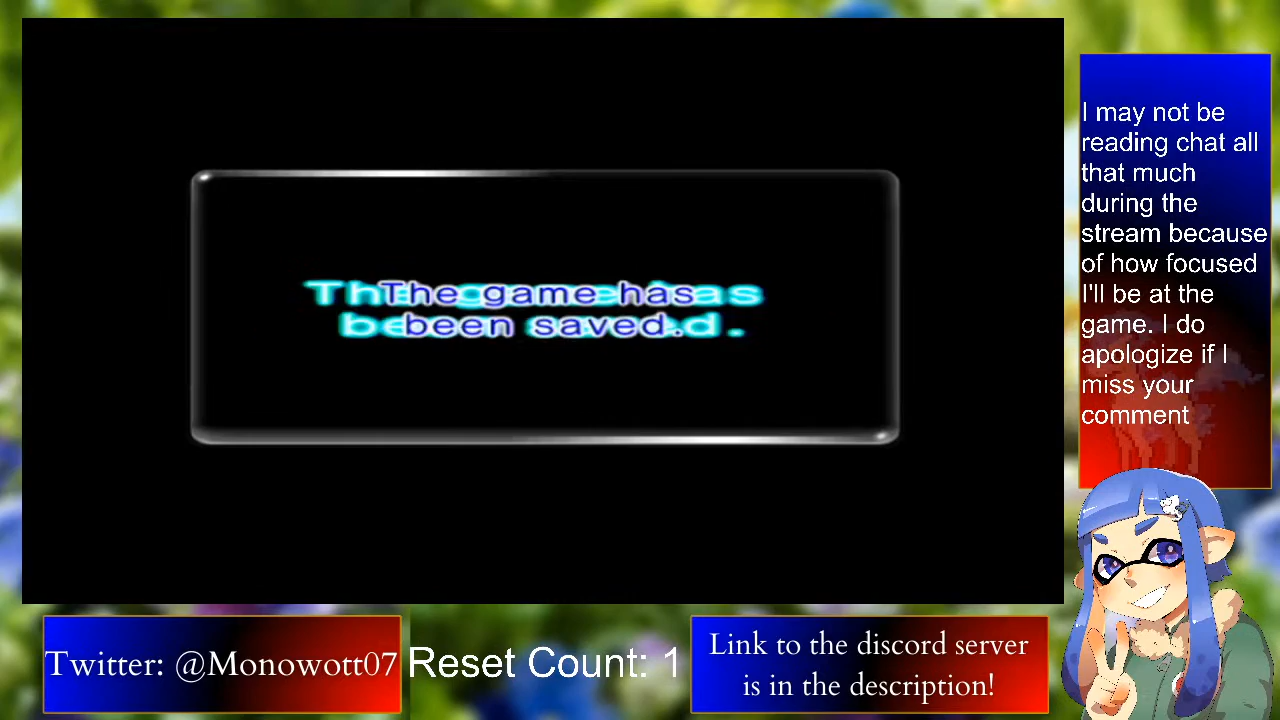 The game has
been saved.
I may not be
reading chat all
that much
during the
stream because
of how focused
I'll be at the
game. I do
apologize if I
miss your
comment
Twitter: @Monowott07
Reset Count: 1
Link to the discord server
is in the description!